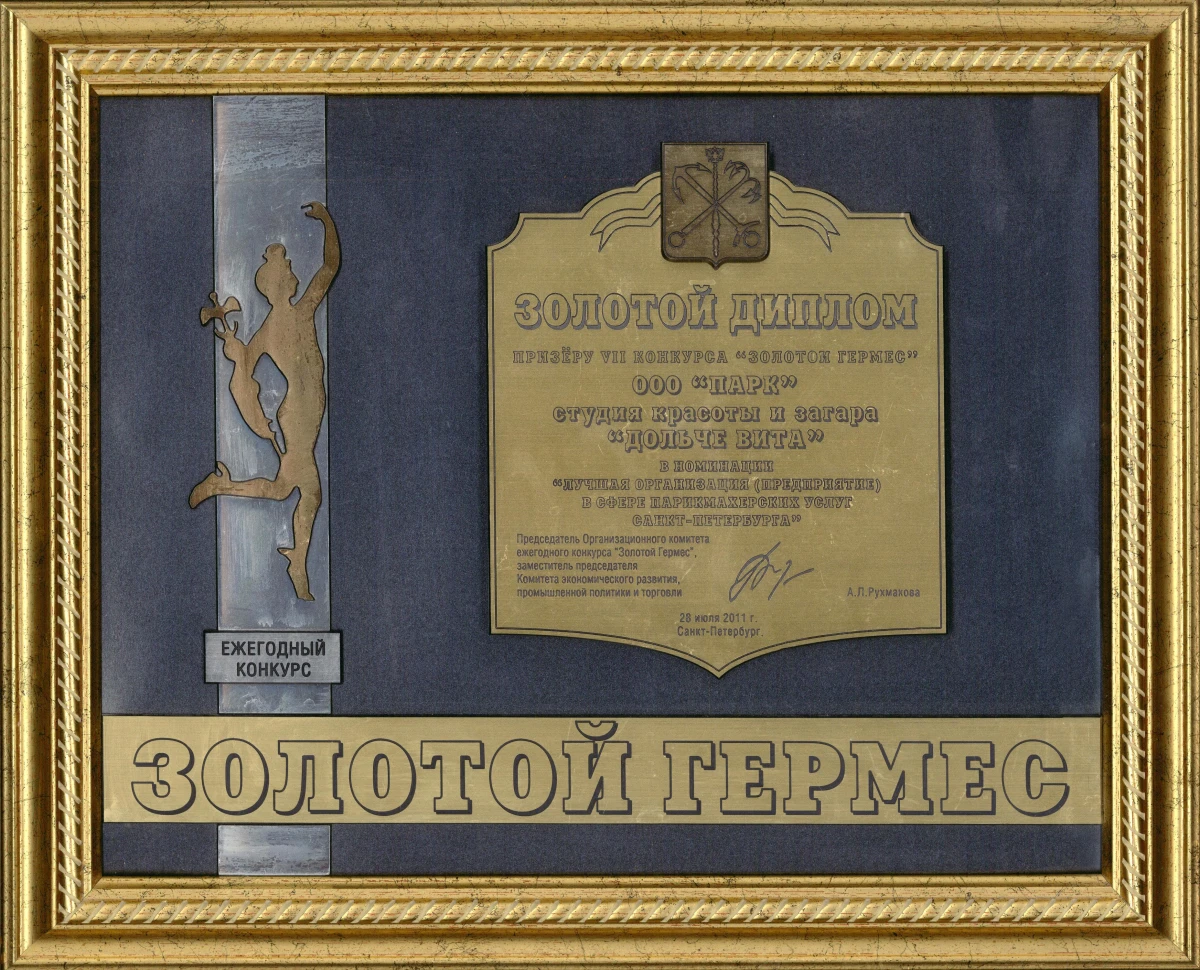 ЗОЛОТОЙ ДИПЛОМ
ПРИЗЁРУ VII КОНКУРСА “ЗОЛОТОЙ ГЕРМЕС”
ООО “ПАРК”
студия красоты и загара
“ДОЛЬЧЕ ВИТА”
В НОМИНАЦИИ
“ЛУЧШАЯ ОРГАНИЗАЦИЯ (ПРЕДПРИЯТИЕ)
В СФЕРЕ ПАРИКМАХЕРСКИХ УСЛУГ
САНКТ-ПЕТЕРБУРГА”
Председатель Организационного комитета
ежегодного конкурса "Золотой Гермес",
заместитель председателя
Комитета экономического развития,
промышленной политики и торговли
А.Л.Рухмакова
28 июля 2011 г.
Санкт-Петербург.
ЕЖЕГОДНЫЙ
КОНКУРС
ЗОЛОТОЙ ГЕРМЕС